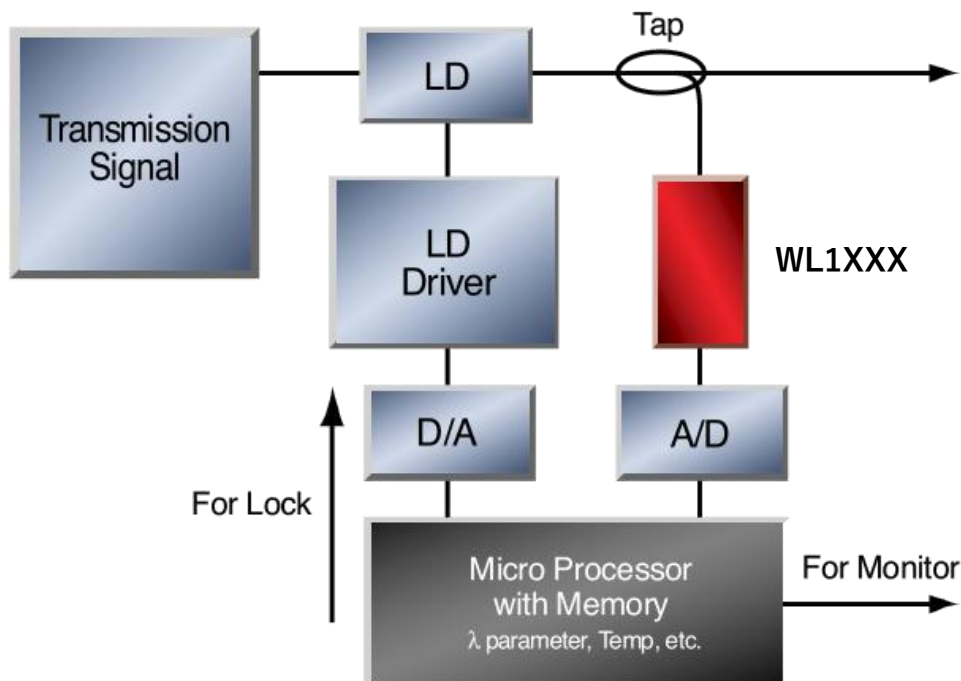 Tap
LD
Transmission
Signal
LD
Driver
WL1XXX
D/A
A/D
For Lock
Micro Processor
with Memory
λ parameter, Temp, etc.
For Monitor